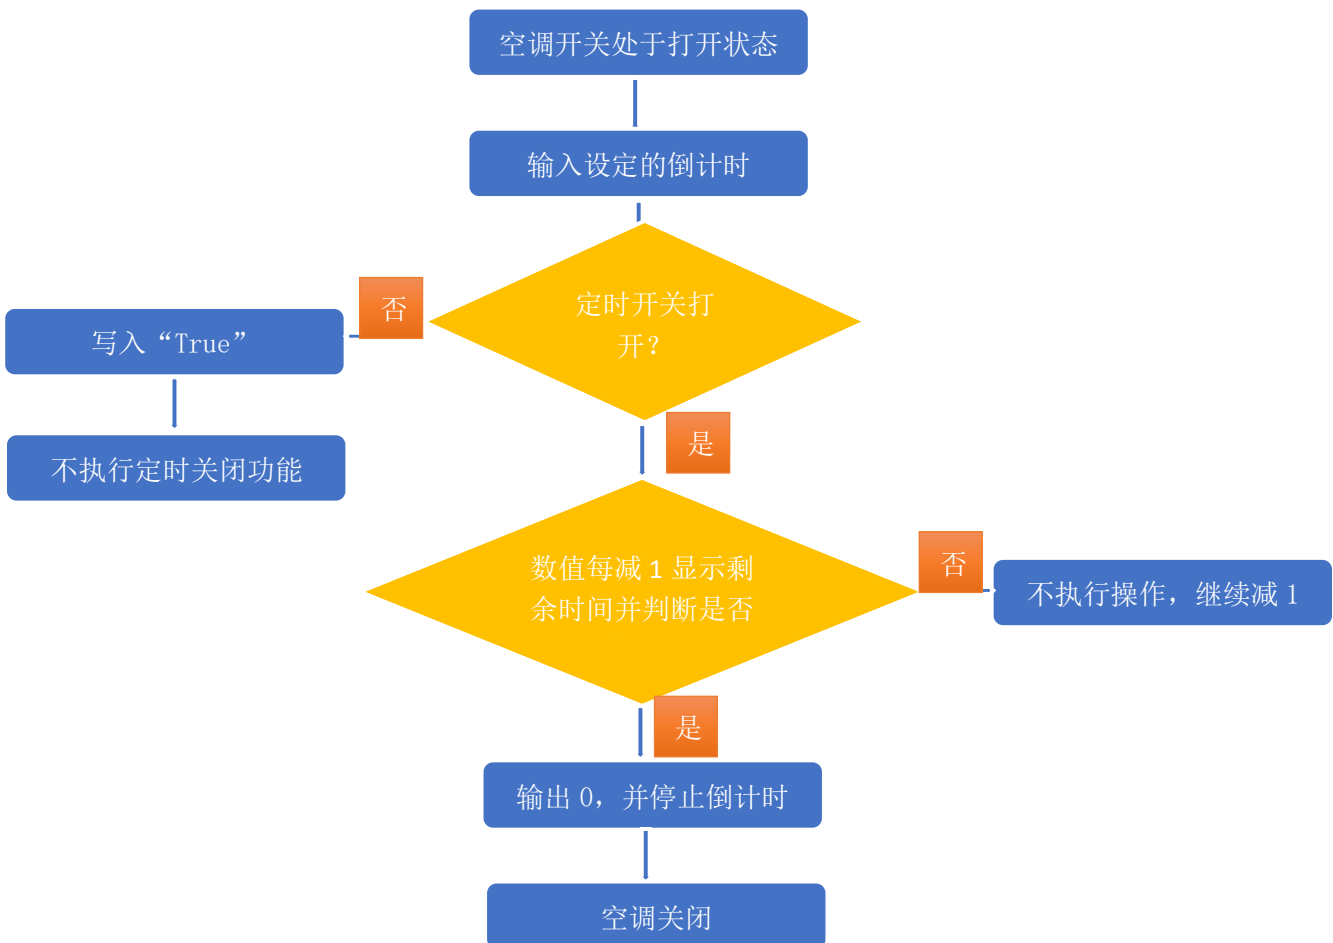 空调开关处于打开状态
输入设定的倒计时
定时开关打
开？
否
写入“True”
不执行定时关闭功能
是
数值每减1显示剩
余时间并判断是否
否
不执行操作，继续减1
是
输出0，并停止倒计时
空调关闭